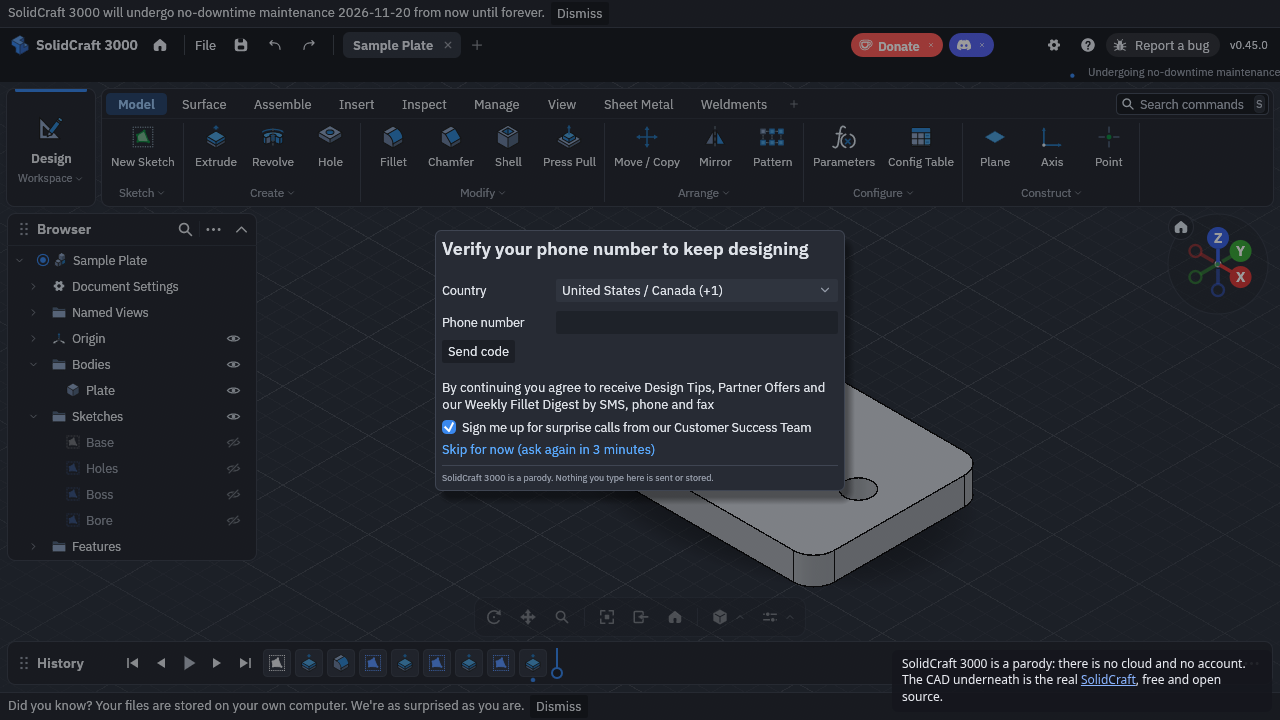 SolidCraft 3000 will undergo no-downtime maintenance 2026-11-20 from now until forever. Dismiss
SolidCraft 3000 File Sample Plate Donate Report a bug v0.45.0
Undergoing no-downtime maintenance
Model Surface Assemble Insert Inspect Manage View Sheet Metal Weldments Search commands S
Design
Workspace
New Sketch Extrude Revolve Hole Fillet Chamfer Shell Press Pull Move / Copy Mirror Pattern Parameters Config Table Plane Axis Point
Sketch Create Modify Arrange Configure Construct
Browser
Sample Plate
Document Settings
Named Views
Origin
Bodies
Plate
Sketches
Base
Holes
Boss
Bore
Features
Z
Y
X
Verify your phone number to keep designing
Country United States / Canada (+1)
Phone number
Send code
By continuing you agree to receive Design Tips, Partner Offers and
our Weekly Fillet Digest by SMS, phone and fax
Sign me up for surprise calls from our Customer Success Team
Skip for now (ask again in 3 minutes)
SolidCraft 3000 is a parody. Nothing you type here is sent or stored.
History
SolidCraft 3000 is a parody: there is no cloud and no account.
The CAD underneath is the real SolidCraft, free and open
source.
Did you know? Your files are stored on your own computer. We're as surprised as you are. Dismiss